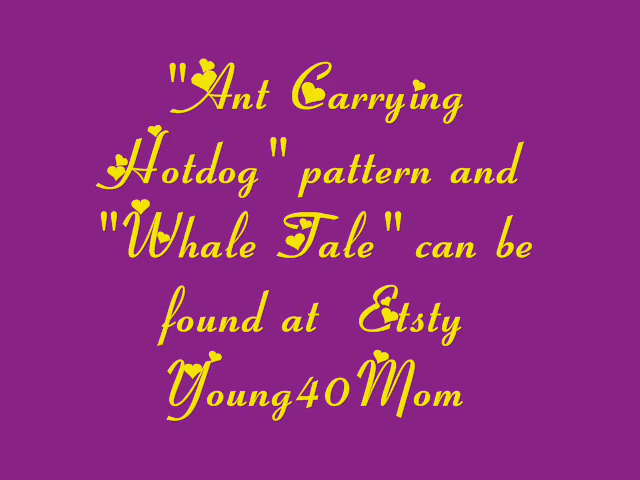 "Ant Carrying
Hotdog" pattern and
"Whale Tale" can be
found at Etsty
Young40Mom